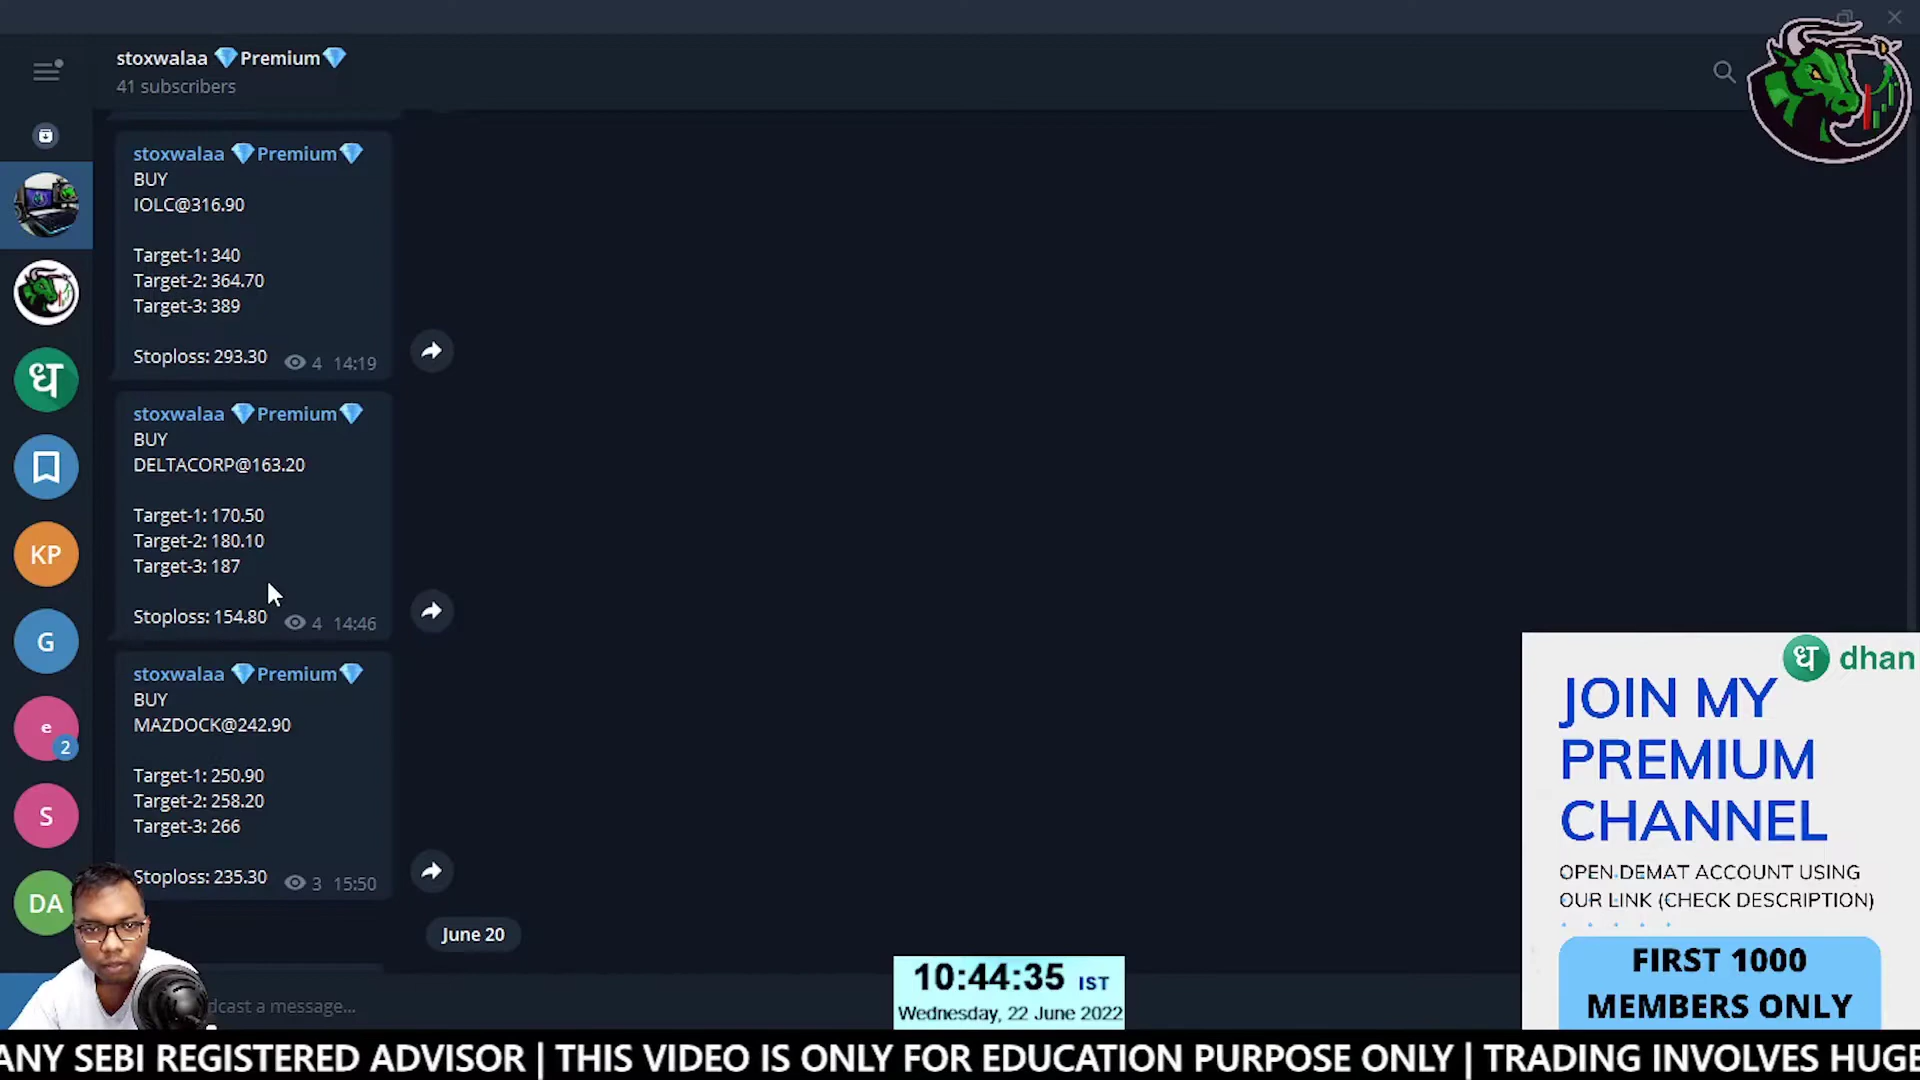 stoxwalaa 💎Premium💎
41 subscribers
stoxwalaa 💎Premium💎
BUY
IOLC@316.90
Target-1: 340
Target-2: 364.70
Target-3: 389
Stoploss: 293.30 4 14:19
stoxwalaa 💎Premium💎
BUY
DELTACORP@163.20
Target-1: 170.50
Target-2: 180.10
Target-3: 187
Stoploss: 154.80 4 14:46
stoxwalaa 💎Premium💎
BUY
MAZDOCK@242.90
Target-1: 250.90
Target-2: 258.20
Target-3: 266
Stoploss: 235.30 3 15:50
June 20
dcast a message...
ध
KP
G
e
2
S
DA
ध dhan
JOIN MY
PREMIUM
CHANNEL
OPEN DEMAT ACCOUNT USING
OUR LINK (CHECK DESCRIPTION)
FIRST 1000
MEMBERS ONLY
10:44:35 IST
Wednesday, 22 June 2022
ANY SEBI REGISTERED ADVISOR | THIS VIDEO IS ONLY FOR EDUCATION PURPOSE ONLY | TRADING INVOLVES HUGE